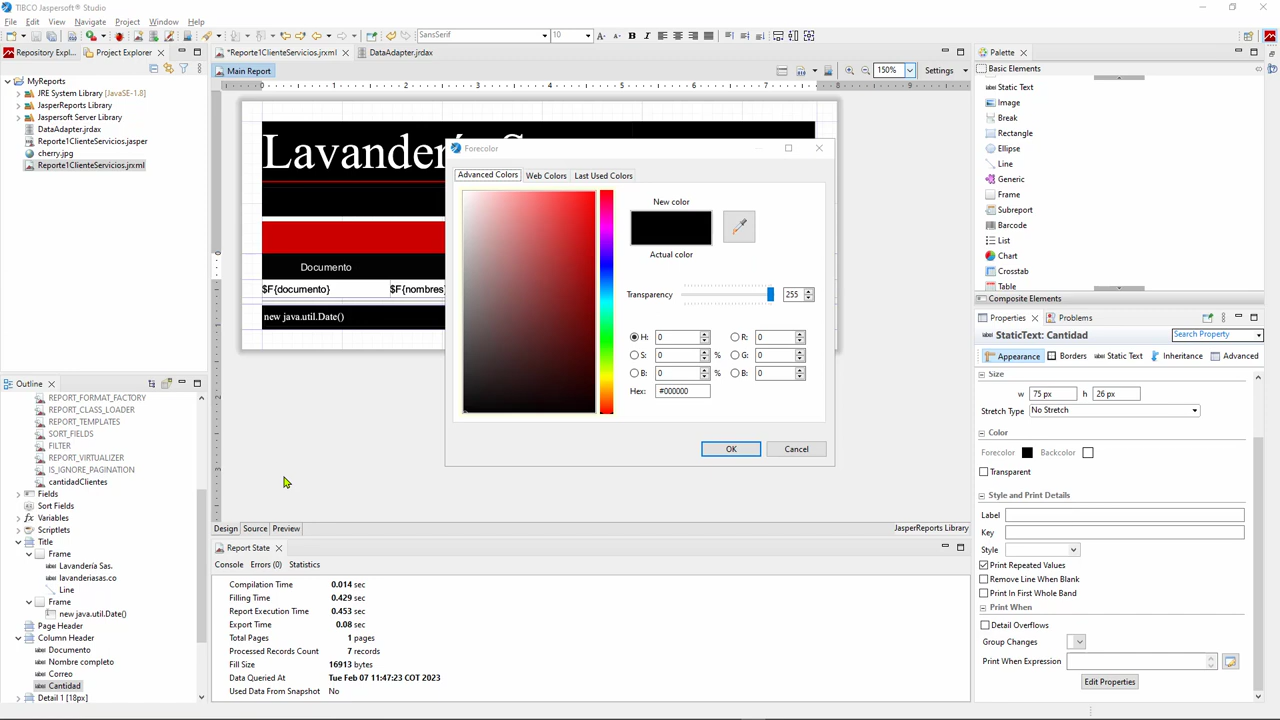 TIBCO Jaspersoft® Studio
File Edit View Navigate Project Window Help
SansSerif 10
Repository Expl... Project Explorer
*Reporte1ClienteServicios.jrxml DataAdapter.jrdax
Main Report
150% Settings
MyReports
JRE System Library [JavaSE-1.8]
JasperReports Library
Jaspersoft Server Library
DataAdapter.jrdax
Reporte1ClienteServicios.jasper
cherry.jpg
Reporte1ClienteServicios.jrxml
0 1 2 3 4 5 6 7 8 9
Lavandería S
Documento
$F{documento} $F{nombres}
new java.util.Date()
Forecolor
Advanced Colors Web Colors Last Used Colors
New color
Actual color
Transparency 255
H: 0 R: 0
S: 0 % G: 0
B: 0 % B: 0
Hex: #000000
OK Cancel
Palette
Basic Elements
Static Text
Image
Break
Rectangle
Ellipse
Line
Generic
Frame
Subreport
Barcode
List
Chart
Crosstab
Table
Composite Elements
Properties Problems
StaticText: Cantidad
Search Property
Appearance Borders Static Text Inheritance Advanced
Size
w 75 px h 26 px
Stretch Type No Stretch
Color
Forecolor Backcolor
Transparent
Style and Print Details
Label
Key
Style
Print Repeated Values
Remove Line When Blank
Print In First Whole Band
Print When
Detail Overflows
Group Changes
Print When Expression
Edit Properties
Outline
REPORT_FORMAT_FACTORY
REPORT_CLASS_LOADER
REPORT_TEMPLATES
SORT_FIELDS
FILTER
REPORT_VIRTUALIZER
IS_IGNORE_PAGINATION
cantidadClientes
Fields
Sort Fields
Variables
Scriptlets
Title
Frame
Lavandería Sas.
lavanderiasas.co
Line
Frame
new java.util.Date()
Page Header
Column Header
Documento
Nombre completo
Correo
Cantidad
Detail 1 [18px]
Design Source Preview
JasperReports Library
Report State
Console Errors (0) Statistics
Compilation Time 0.014 sec
Filling Time 0.429 sec
Report Execution Time 0.453 sec
Export Time 0.08 sec
Total Pages 1 pages
Processed Records Count 7 records
Fill Size 16913 bytes
Data Queried At Tue Feb 07 11:47:23 COT 2023
Used Data From Snapshot No